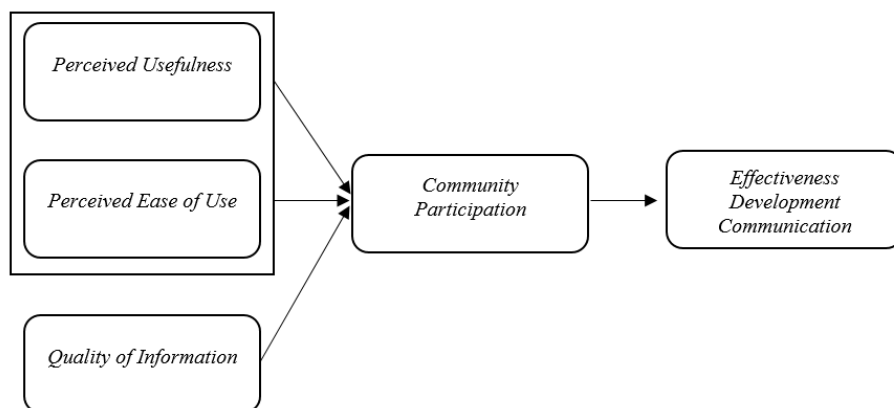 Perceived Usefulness
Perceived Ease of Use
Quality of Information
Community
Participation
Effectiveness
Development
Communication